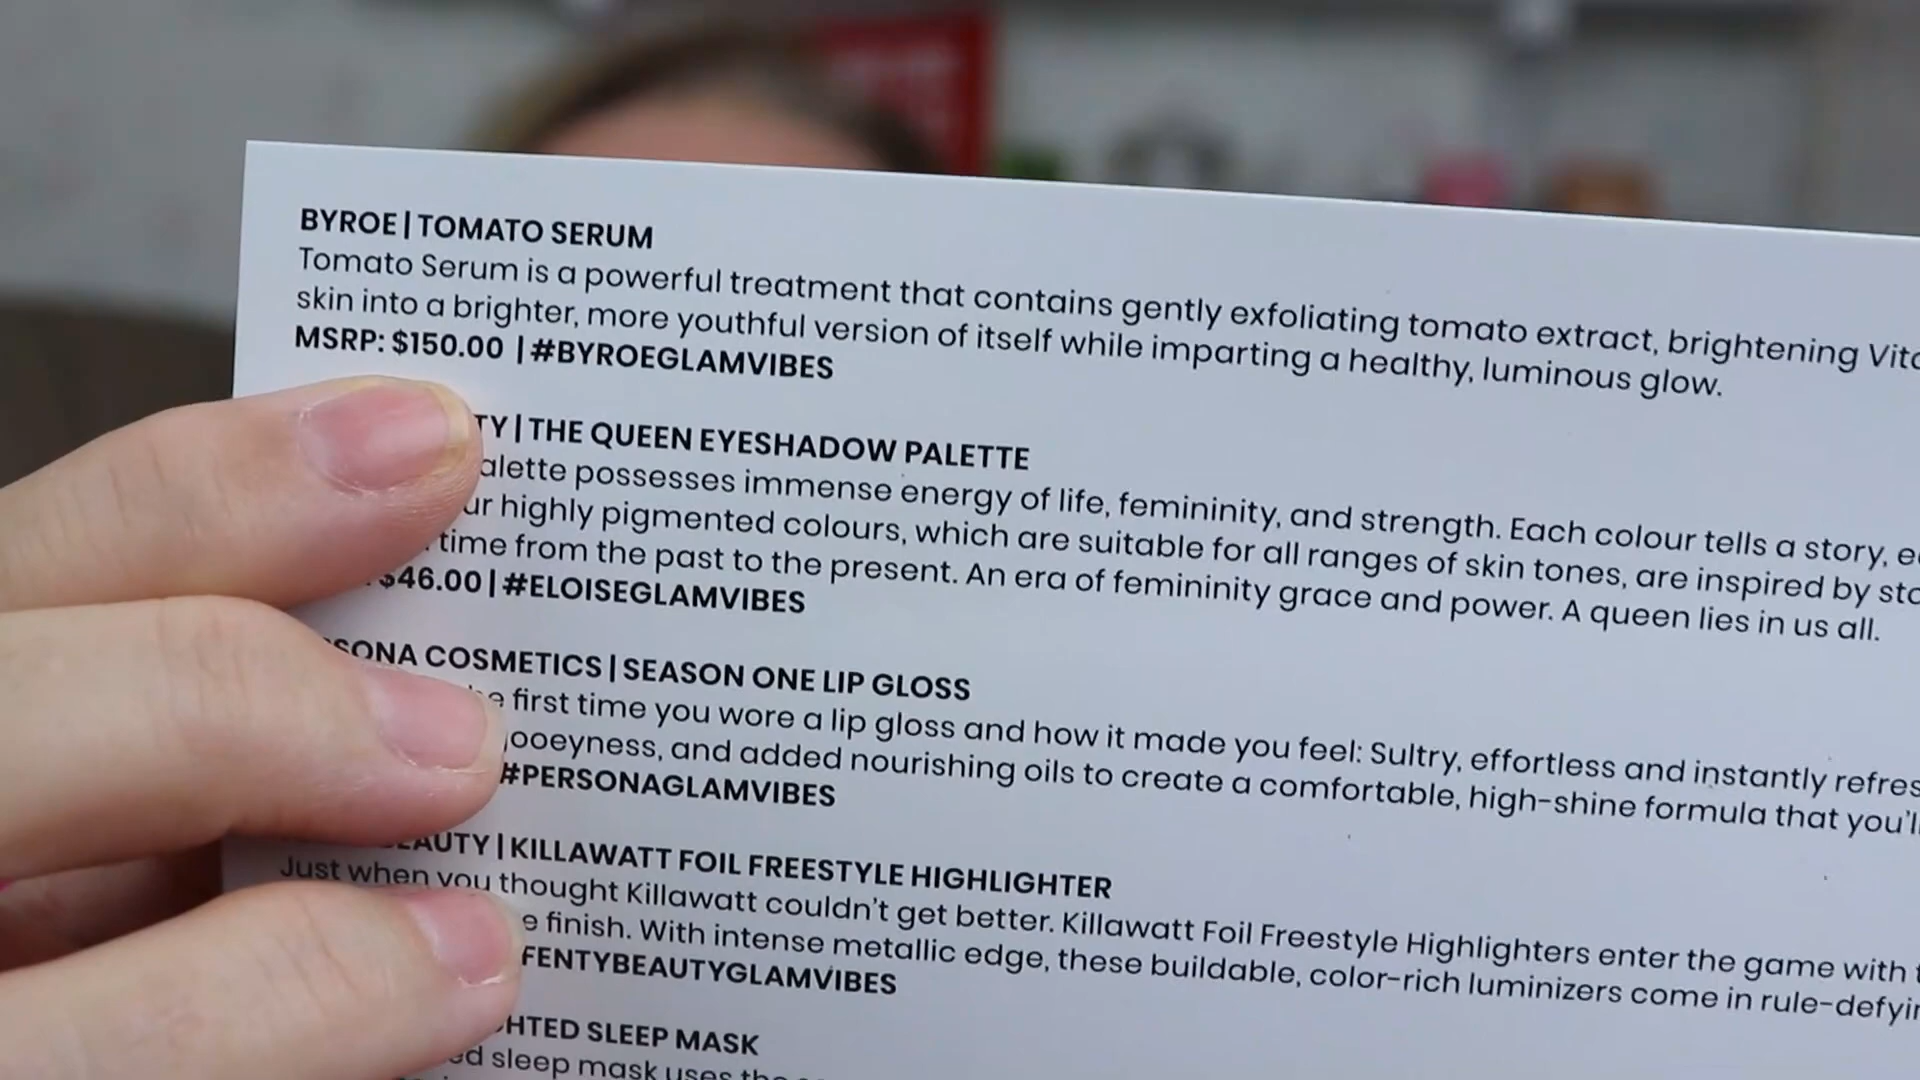 BYROE | TOMATO SERUM
Tomato Serum is a powerful treatment that contains gently exfoliating tomato extract, brightening
skin into a brighter, more youthful version of itself while imparting a healthy, luminous glow.
MSRP: $150.00 | #BYROEGLAMVIBES
| THE QUEEN EYESHADOW PALETTE
possesses immense energy of life, femininity, and strength. Each colour tells a story,
highly pigmented colours, which are suitable for all ranges of skin tones, are inspired by
time from the past to the present. An era of femininity grace and power. A queen lies in us all.
$46.00 | #ELOISEGLAMVIBES
COSMETICS | SEASON ONE LIP GLOSS
first time you wore a lip gloss and how it made you feel: Sultry, effortless and instantly
and added nourishing oils to create a comfortable, high-shine formula that
#PERSONAGLAMVIBES
BEAUTY | KILLAWATT FOIL FREESTYLE HIGHLIGHTER
Just when you thought Killawatt couldn't get better. Killawatt Foil Freestyle Highlighters enter the game with
finish. With intense metallic edge, these buildable, color-rich luminizers come in
FENTYBEAUTYGLAMVIBES
SLEEP MASK
sleep mask uses